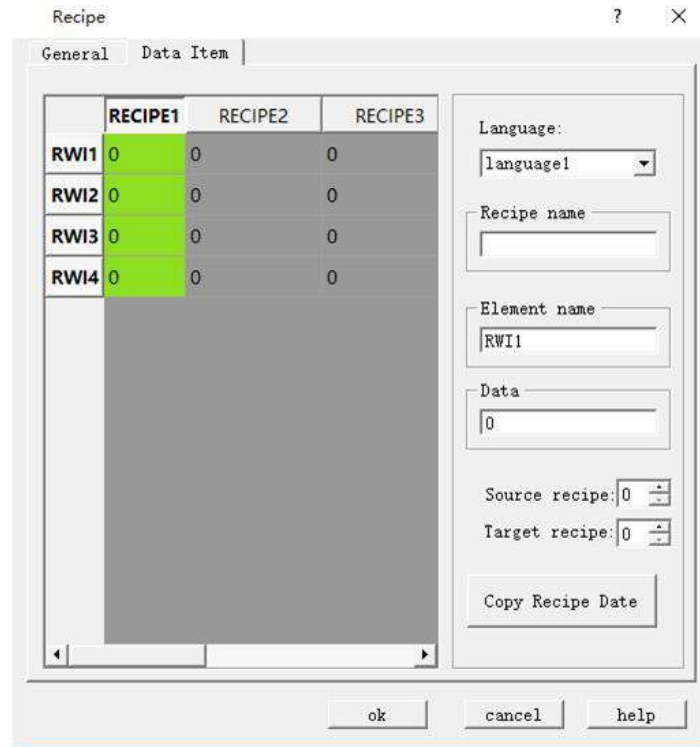 Recipe ?
General Data Item
RECIPE1 RECIPE2 RECIPE3
RWI1 0 0 0
RWI2 0 0 0
RWI3 0 0 0
RWI4 0 0 0
Language:
language1
Recipe name
Element name
RWI1
Data
0
Source recipe: 0
Target recipe: 0
Copy Recipe Date
ok cancel help